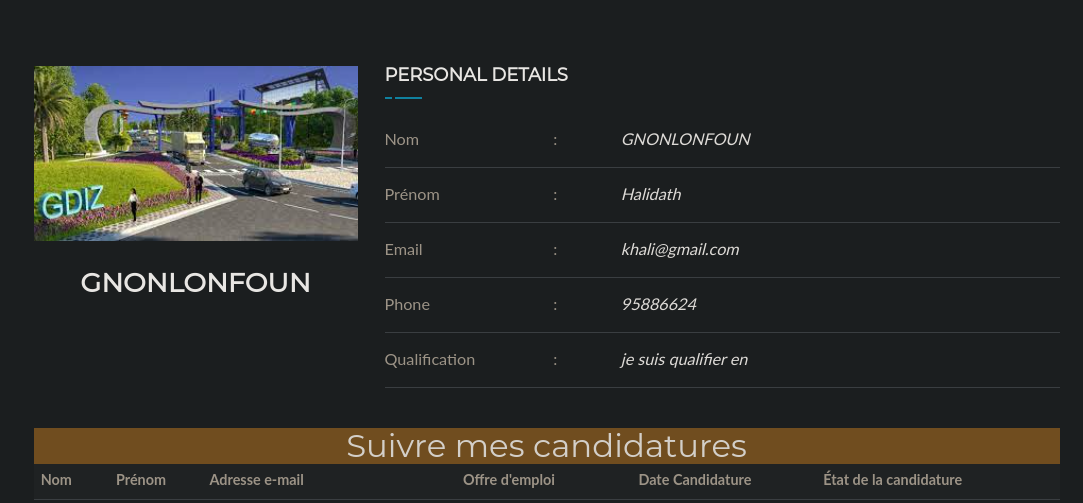 PERSONAL DETAILS
Nom : GNONLONFOUN
Prénom : Halidath
Email : khali@gmail.com
Phone : 95886624
Qualification : je suis qualifier en
GDIZ
GNONLONFOUN
Suivre mes candidatures
Nom Prénom Adresse e-mail Offre d'emploi Date Candidature État de la candidature